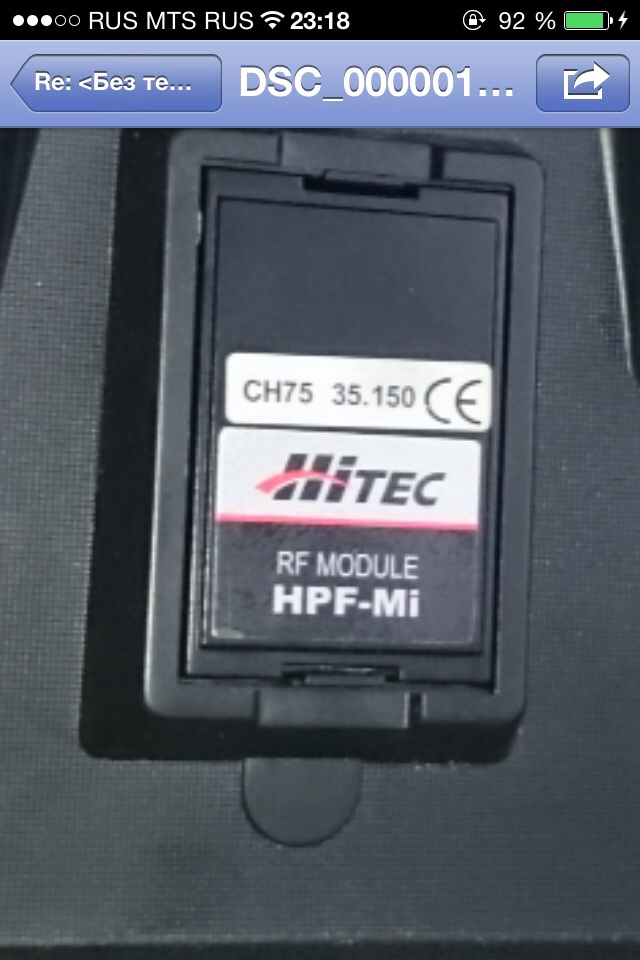 RUS MTS RUS 23:18 92 %
Re: <Без те... DSC_000001...
CH75 35.150 CE
HiTEC
RF MODULE
HPF-Mi